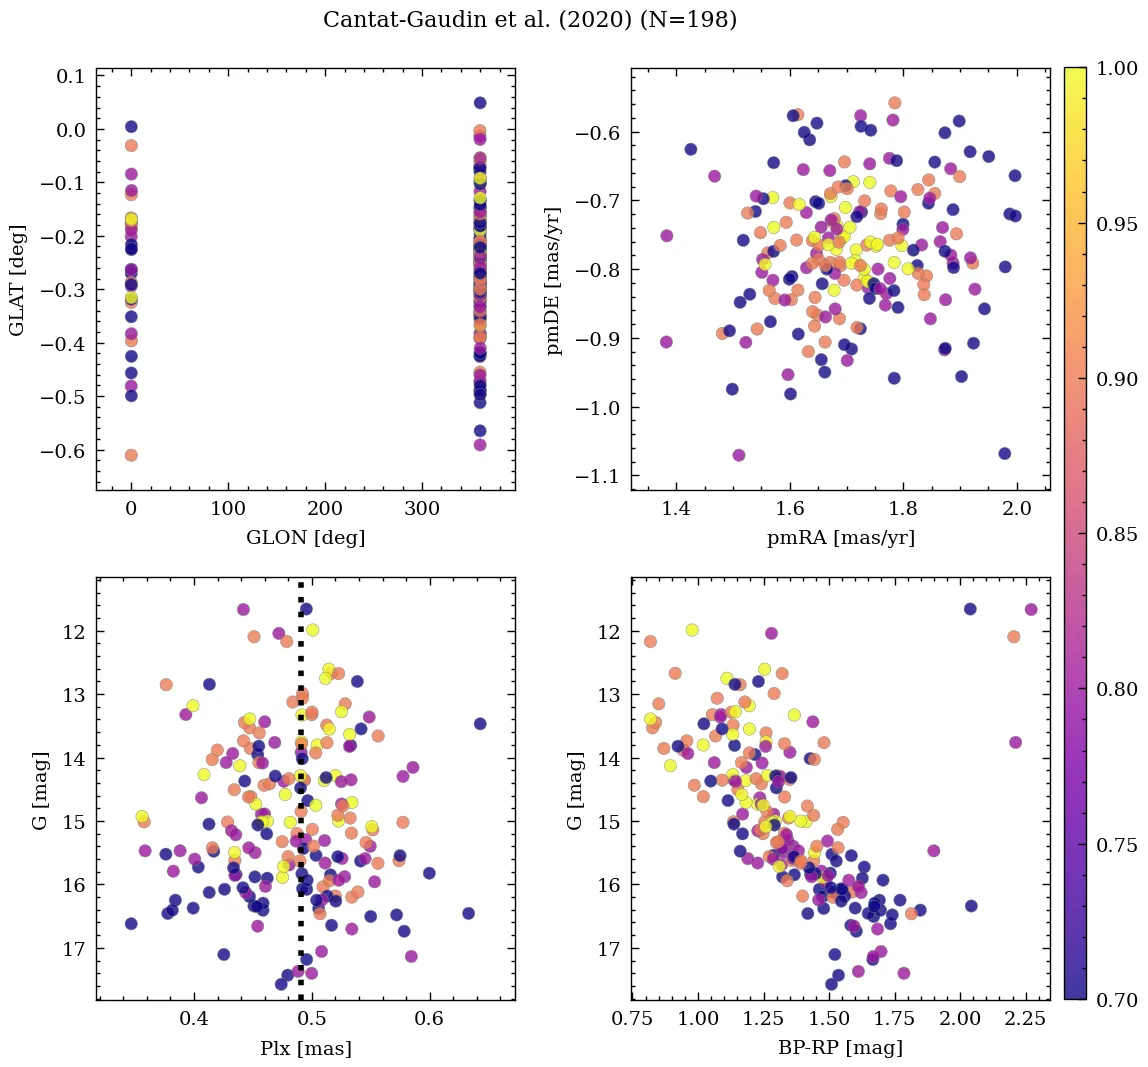 Cantat-Gaudin et al. (2020) (N=198)
0.1
0.0
−0.1
−0.2
−0.3
−0.4
−0.5
−0.6
GLAT [deg]
0 100 200 300
GLON [deg]
−0.6
−0.7
−0.8
−0.9
−1.0
−1.1
pmDE [mas/yr]
1.4 1.6 1.8 2.0
pmRA [mas/yr]
12
13
14
15
16
17
G [mag]
0.4 0.5 0.6
Plx [mas]
12
13
14
15
16
17
G [mag]
0.75 1.00 1.25 1.50 1.75 2.00 2.25
BP-RP [mag]
1.00
0.95
0.90
0.85
0.80
0.75
0.70